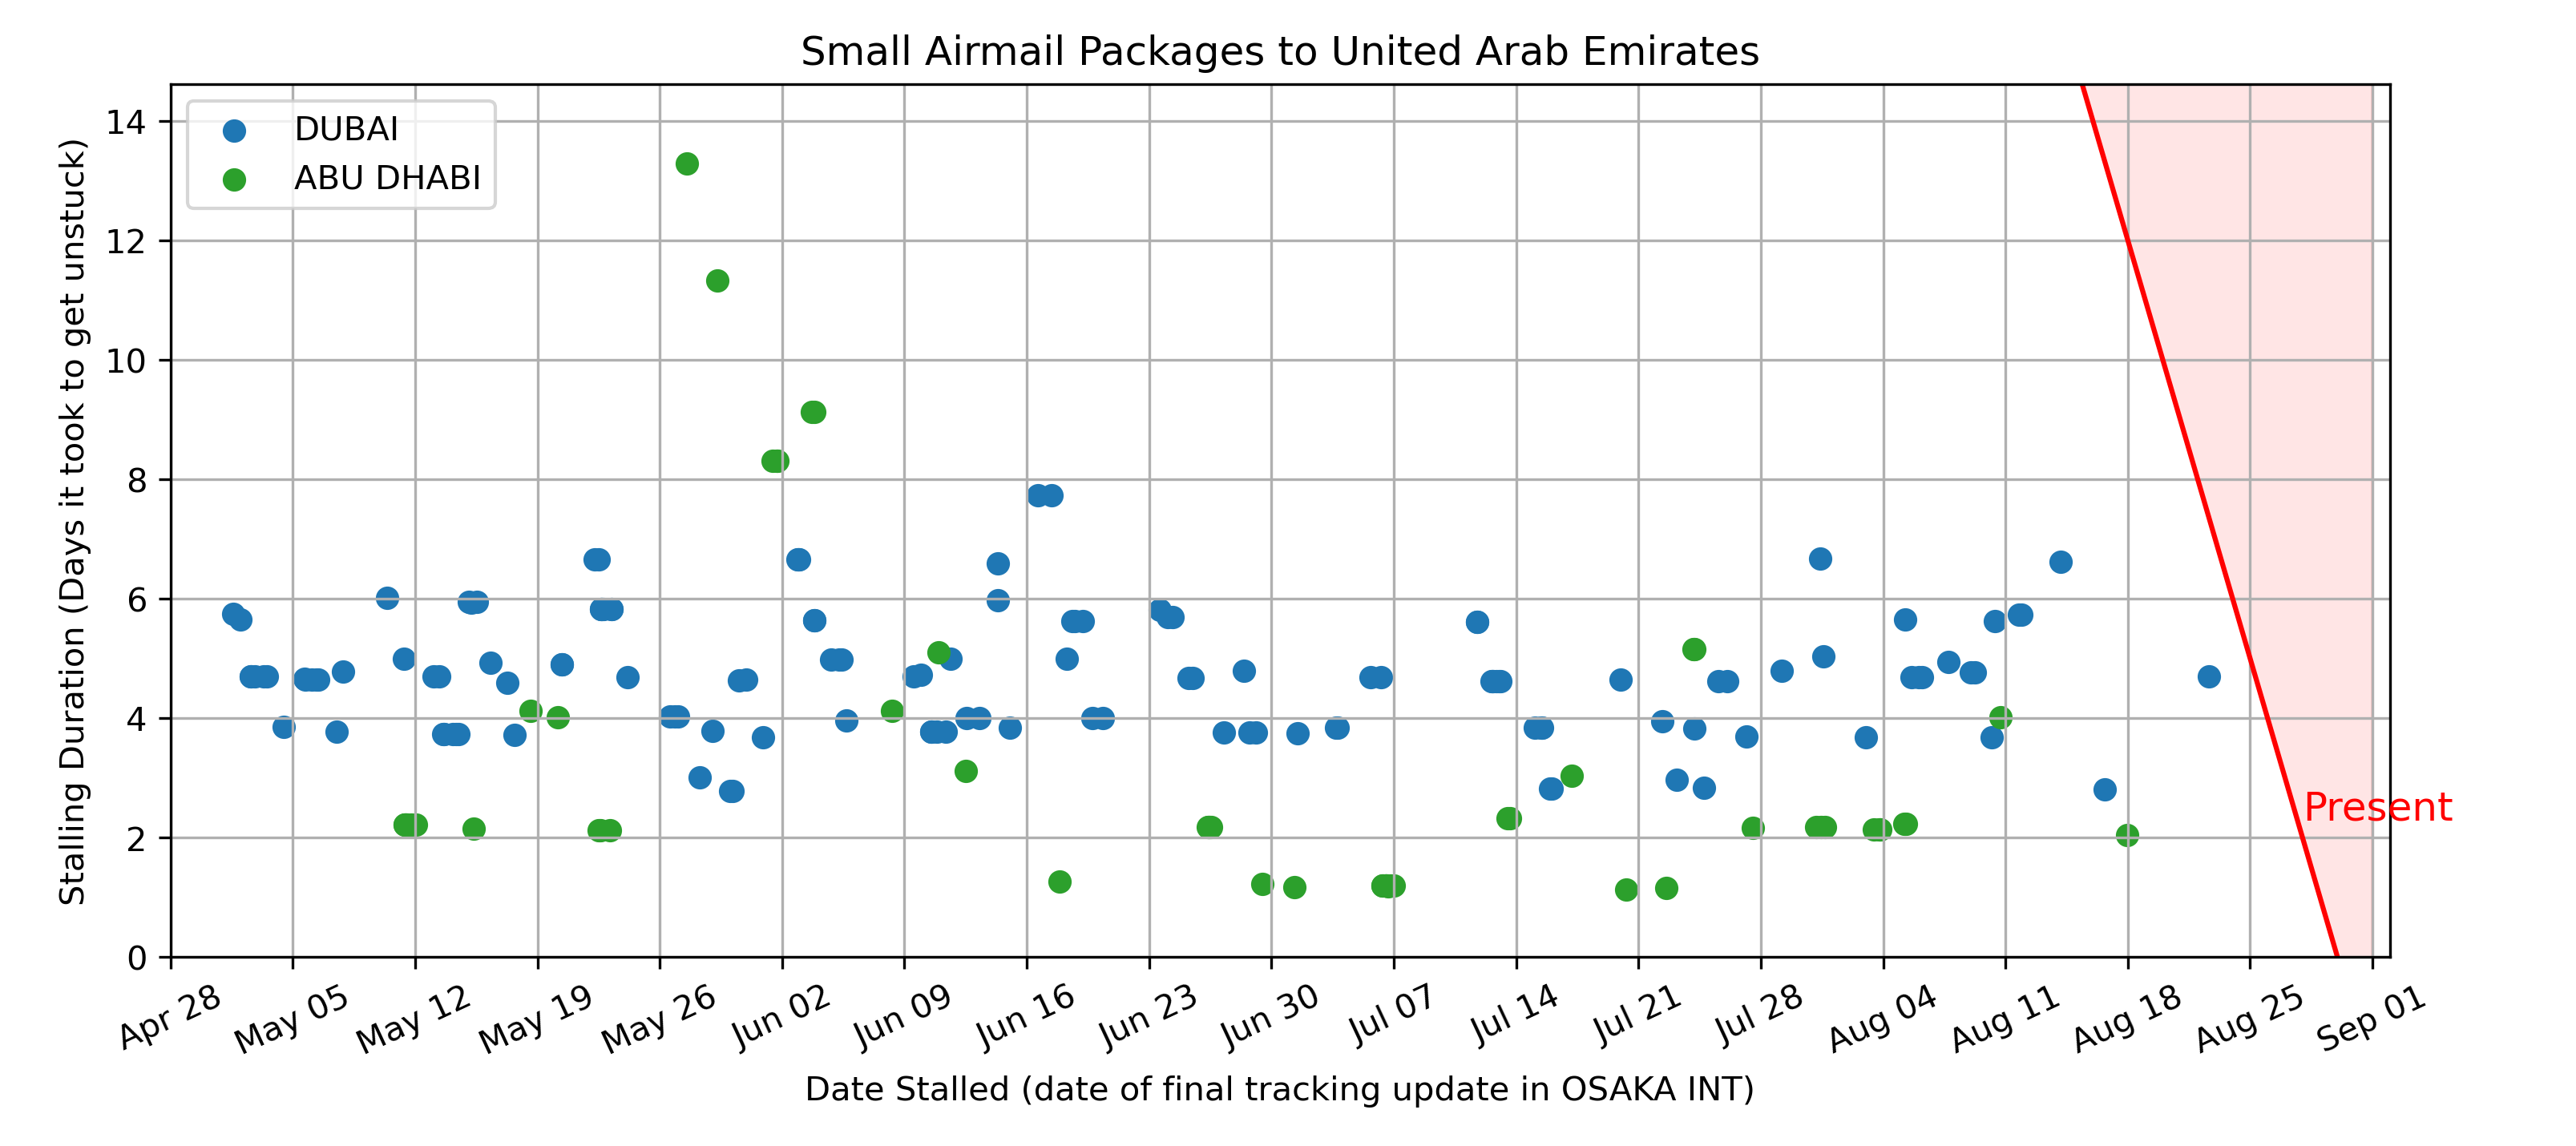 Small Airmail Packages to United Arab Emirates
DUBAI
ABU DHABI
Stalling Duration (Days it took to get unstuck)
14
12
10
8
6
4
2
0
Present
Apr 28
May 05
May 12
May 19
May 26
Jun 02
Jun 09
Jun 16
Jun 23
Jun 30
Jul 07
Jul 14
Jul 21
Jul 28
Aug 04
Aug 11
Aug 18
Aug 25
Sep 01
Date Stalled (date of final tracking update in OSAKA INT)